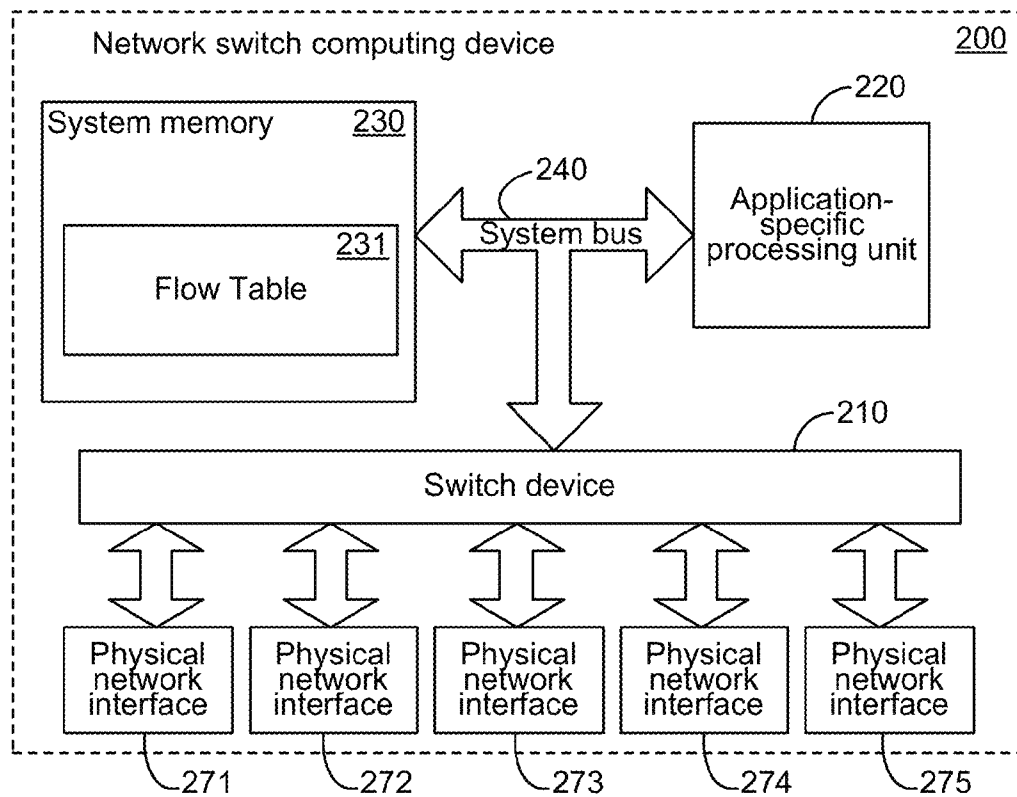 Network switch computing device 200
System memory 230
220
240
System bus
Application-
specific
processing unit
231
Flow Table
210
Switch device
Physical
network
interface
Physical
network
interface
Physical
network
interface
Physical
network
interface
Physical
network
interface
271 272 273 274 275